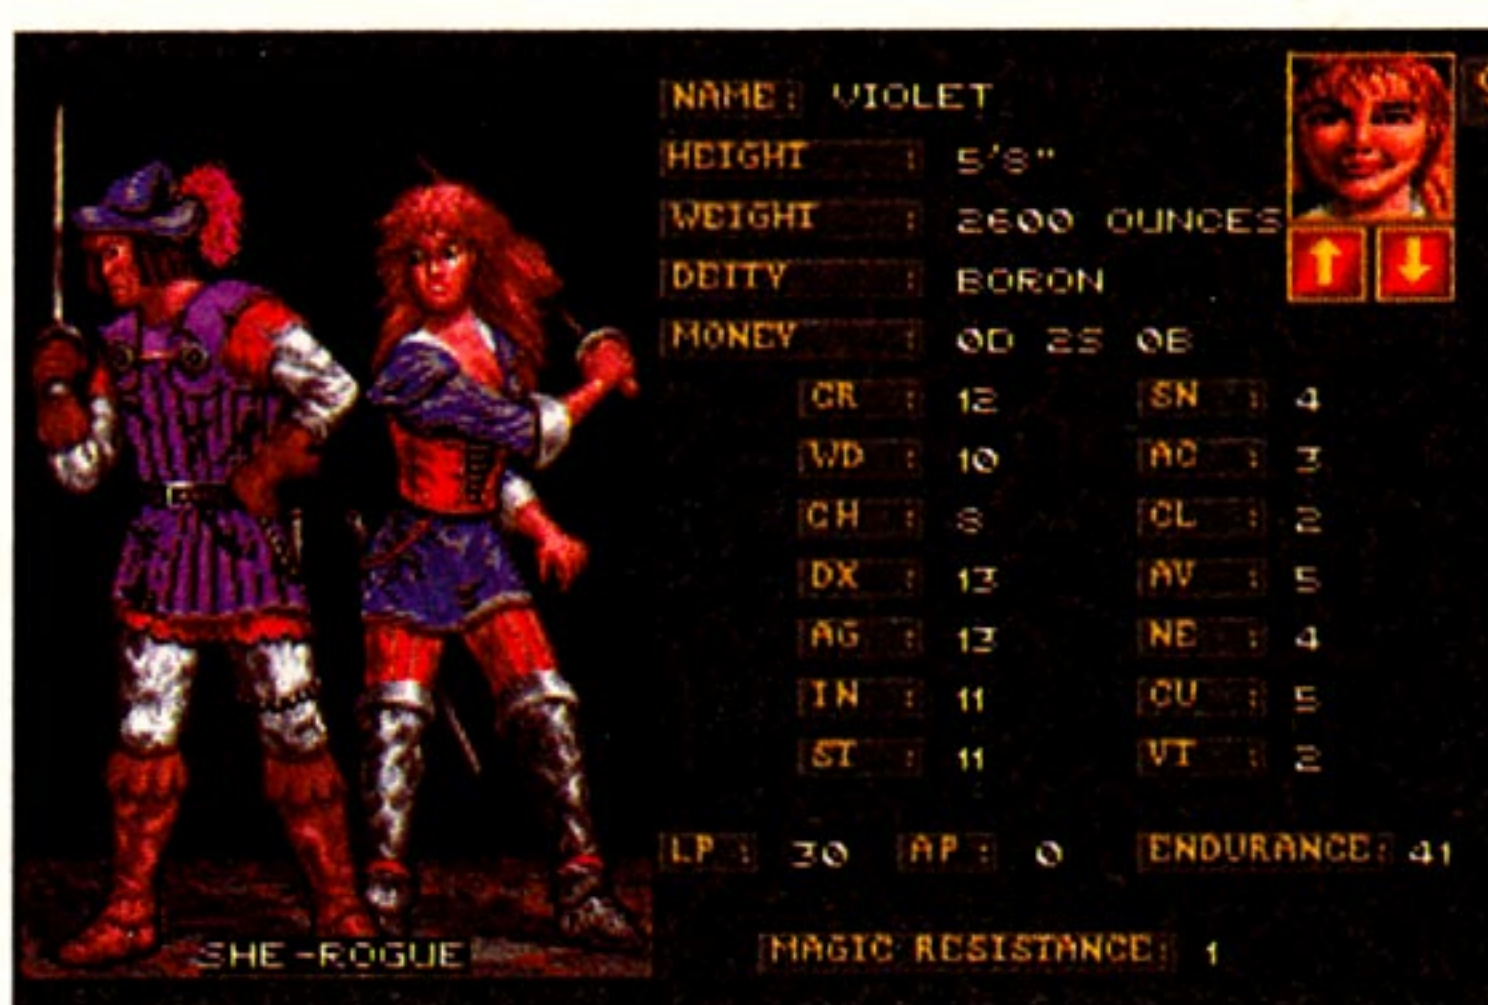 NAME : VIOLET
HEIGHT : 5'8"
WEIGHT : 2600 OUNCES
DEITY : BORON
MONEY : 0D 2S 0B
CR : 12 SN : 4
WD : 10 AC : 3
CH : 8 CL : 2
DX : 13 AV : 5
AG : 13 NE : 4
IN : 11 CU : 5
ST : 11 VT : 2
LP : 30 AP : 0 ENDURANCE: 41
SHE-ROGUE
MAGIC RESISTANCE: 1